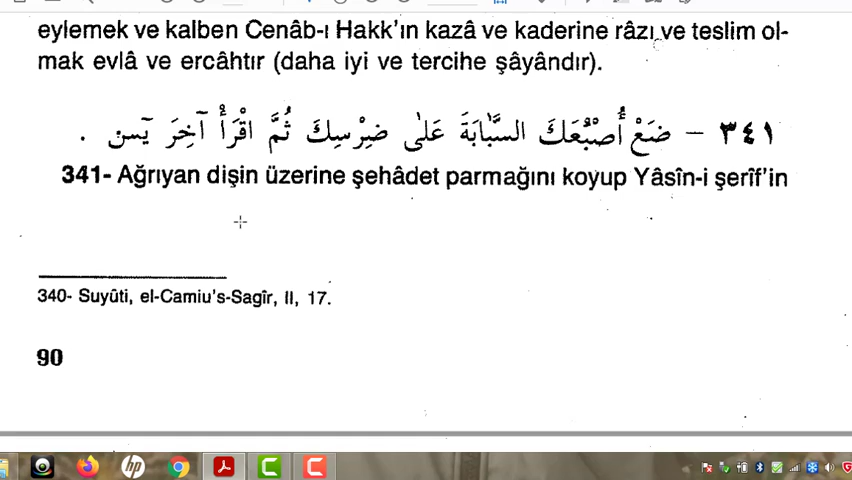 eylemek ve kalben Cenâb-ı Hakk'ın kazâ ve kaderine râzı ve teslim ol-
mak evlâ ve ercâhtır (daha iyi ve tercihe şâyândır).
٣٤١ – ضَعْ أُصْبُعَكَ السَّبَّابَةَ عَلٰى ضِرْسِكَ ثُمَّ اقْرَأْ آخِرَ يٰسۤ .
341- Ağrıyan dişin üzerine şehâdet parmağını koyup Yâsîn-i şerîf'in
340- Suyûti, el-Camiu's-Sagîr, II, 17.
90
hp